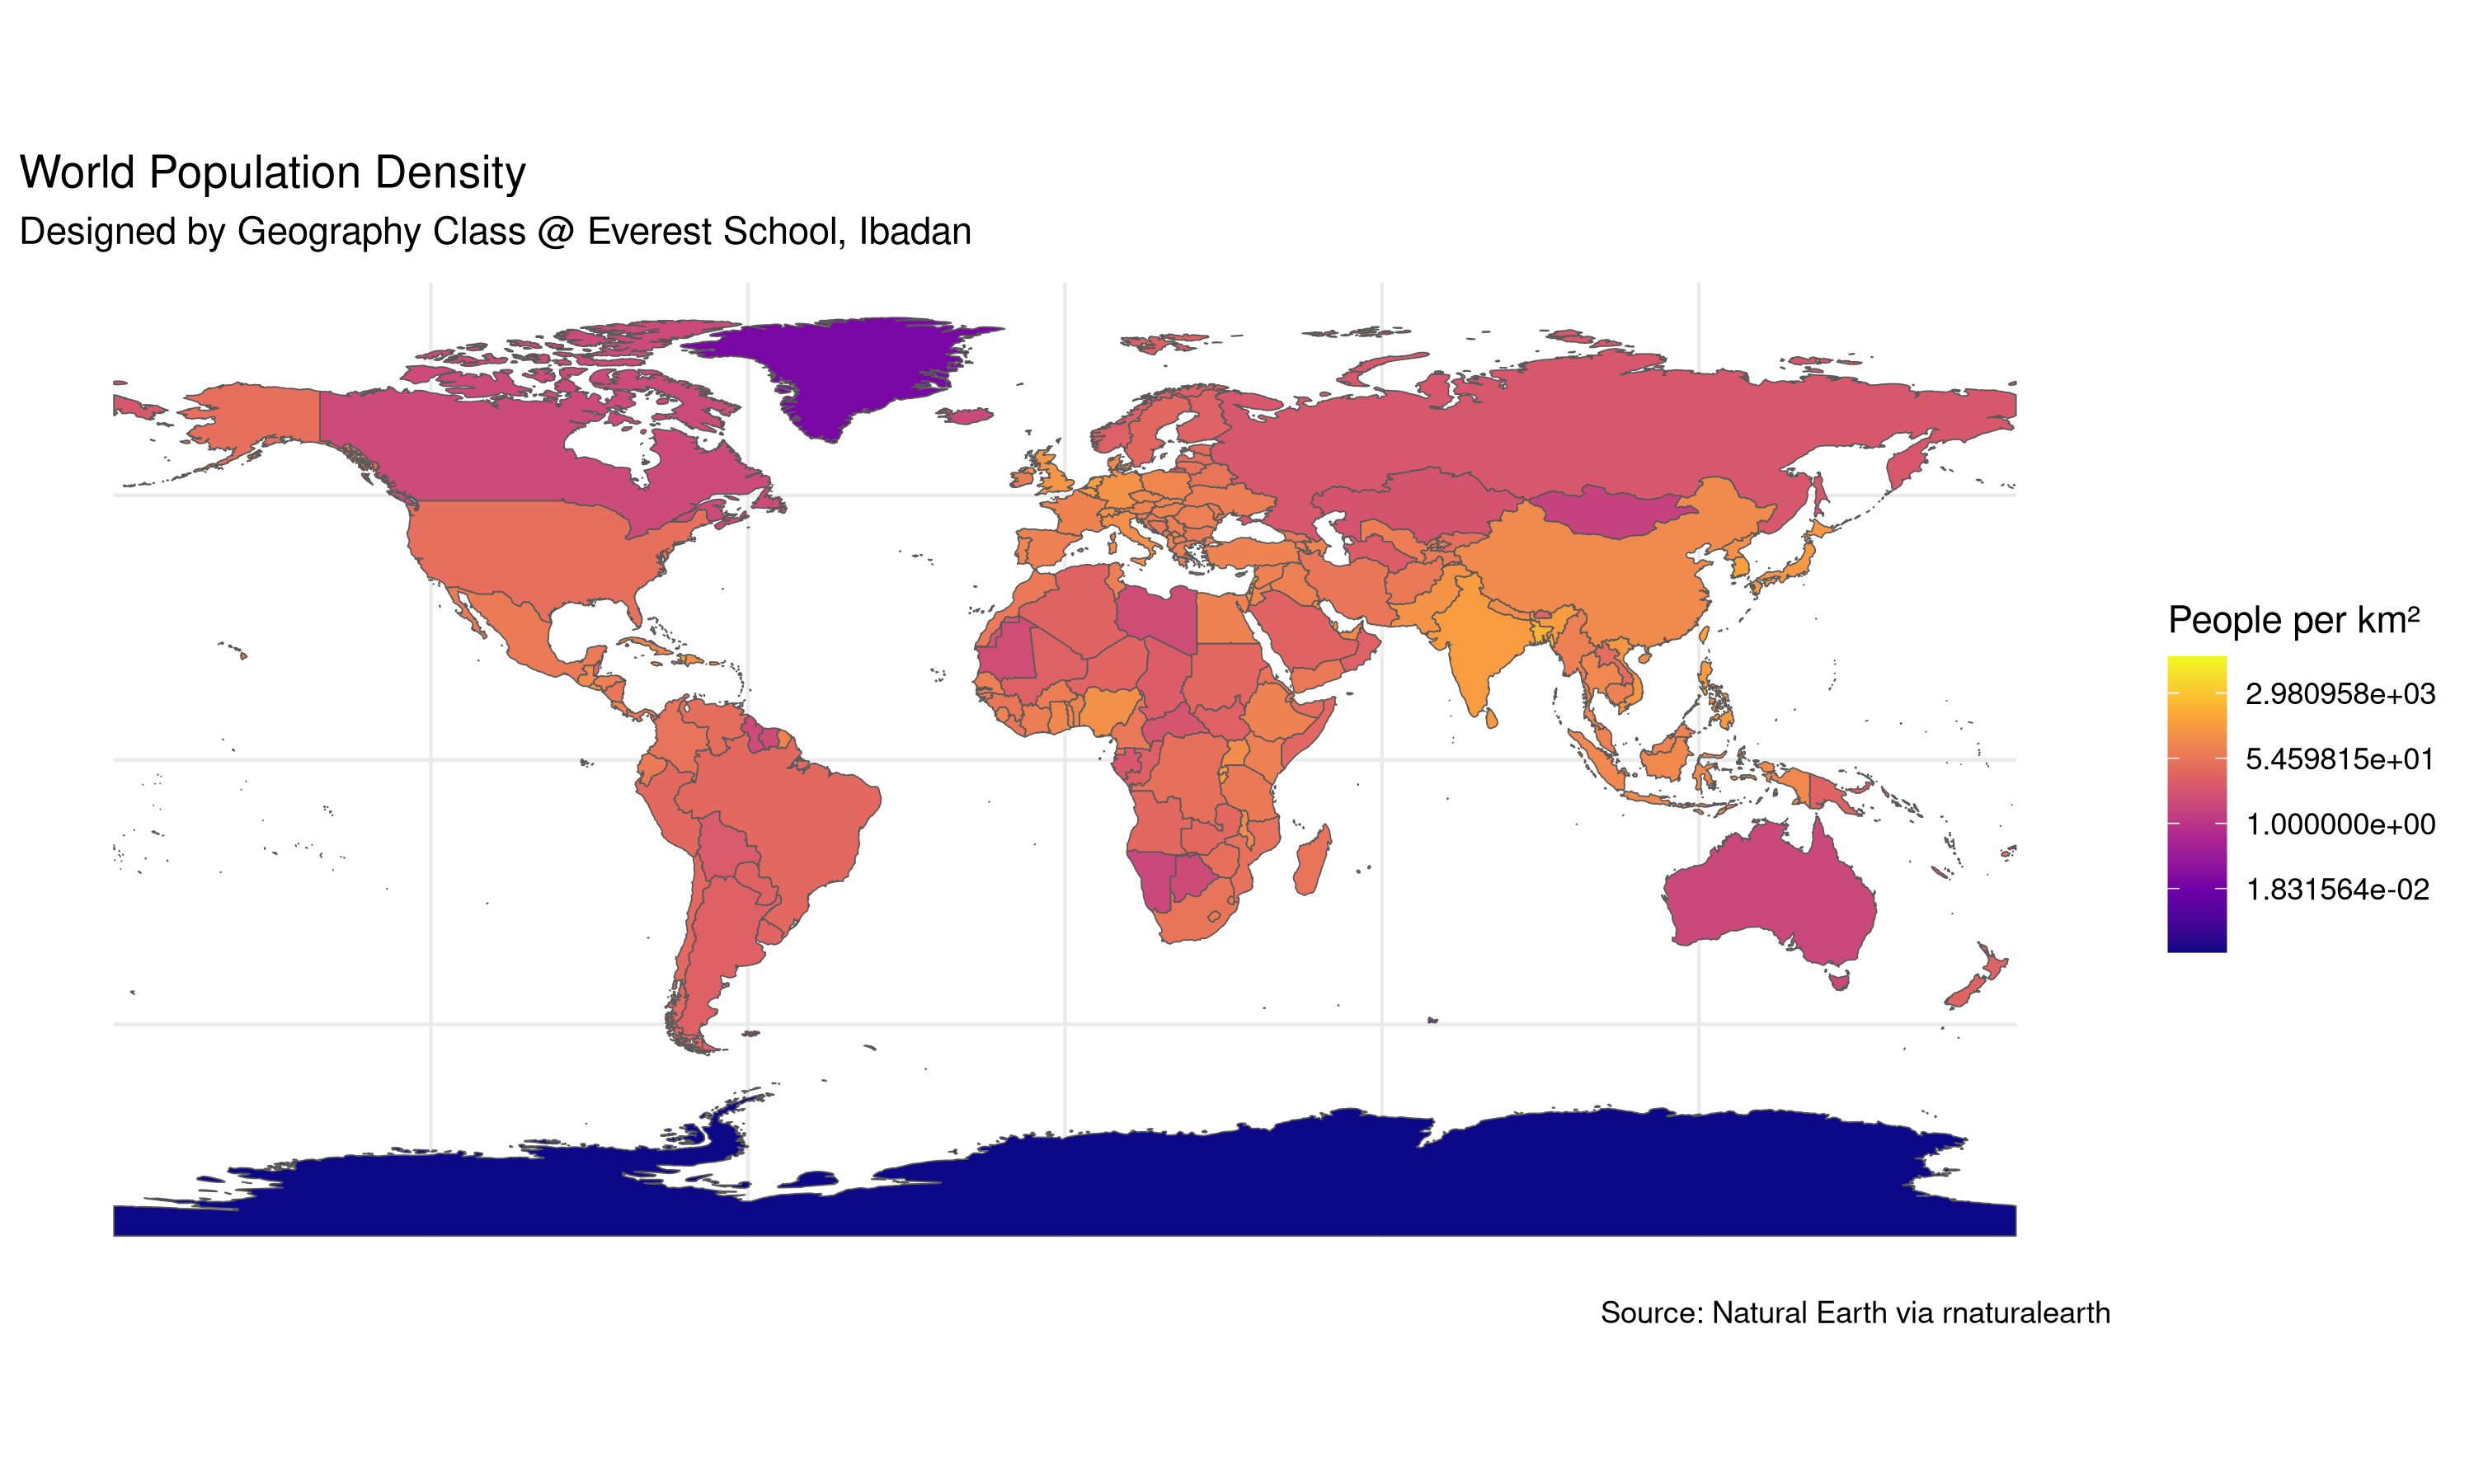 World Population Density
Designed by Geography Class @ Everest School, Ibadan
People per km²
2.980958e+03
5.459815e+01
1.000000e+00
1.831564e-02
Source: Natural Earth via rnaturalearth